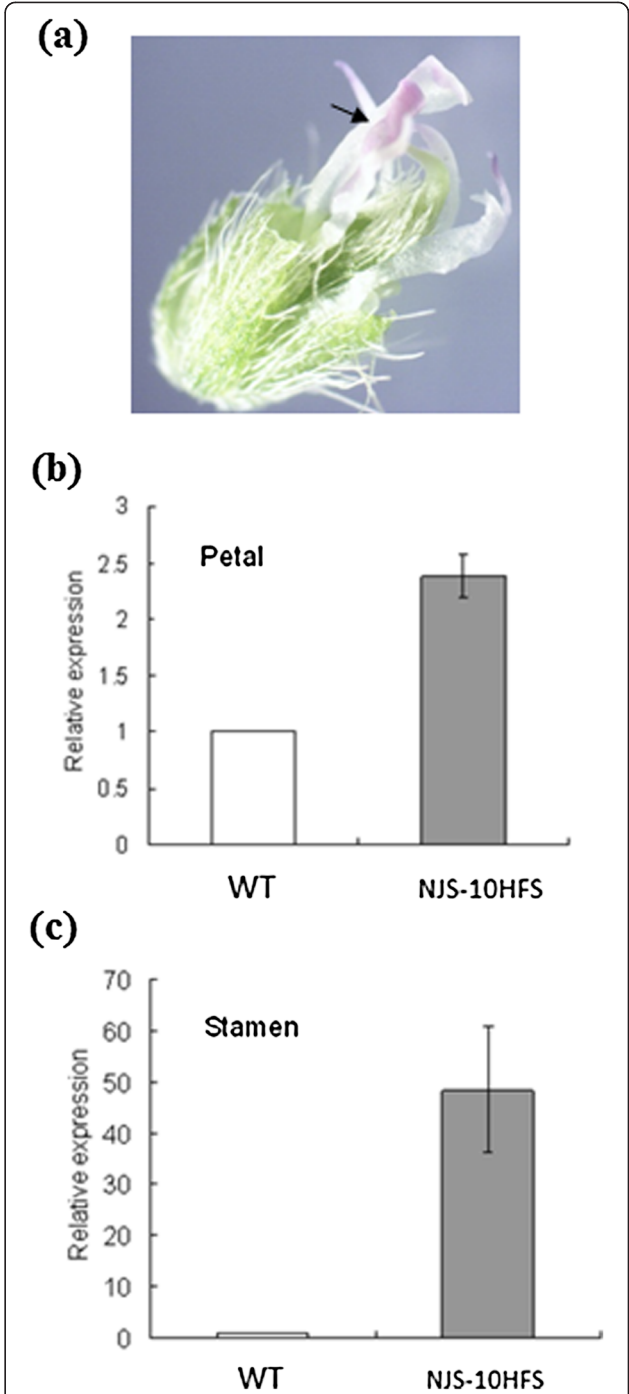 (a)
(b)
3
2.5
2
1.5
1
0.5
0
Relative expression
Petal
WT NJS-10HFS
(c)
70
60
50
40
30
20
10
0
Relative expression
Stamen
WT NJS-10HFS